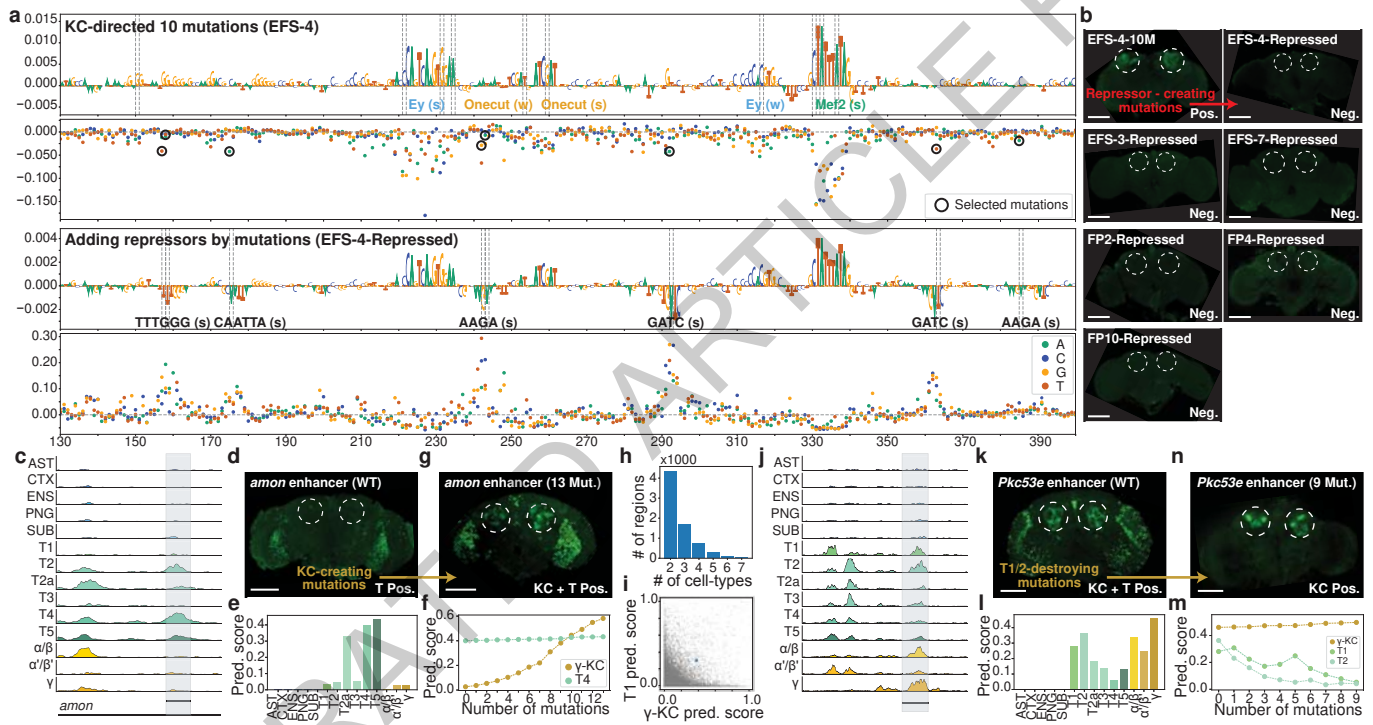 a
KC-directed 10 mutations (EFS-4)
0.015
0.010
0.005
0.000
−0.005
Ey (s)
Onecut (w)
Onecut (s)
Ey (w)
Mef2 (s)
0.000
−0.050
−0.100
−0.150
Selected mutations
Adding repressors by mutations (EFS-4-Repressed)
0.004
0.002
0.000
−0.002
TTTGGG (s)
CAATTA (s)
AAGA (s)
GATC (s)
GATC (s)
AAGA (s)
0.30
0.20
0.10
0.00
A
C
G
T
130 150 170 190 210 230 250 270 290 310 330 350 370 390
b
EFS-4-10M
Repressor - creating
mutations
Pos.
EFS-4-Repressed
Neg.
EFS-3-Repressed
Neg.
EFS-7-Repressed
Neg.
FP2-Repressed
Neg.
FP4-Repressed
Neg.
FP10-Repressed
Neg.
c
AST
CTX
ENS
PNG
SUB
T1
T2
T2a
T3
T4
T5
α/β
α'/β'
γ
amon
d
amon enhancer (WT)
KC-creating
mutations
T Pos.
e
Pred. score
0.4
0.3
0.2
0.1
0.0
AST
CTX
ENS
PNG
SUB
T1
T2
T2a
T3
T4
T5
α/β
α'/β'
γ
f
Pred. score
0.6
0.4
0.2
0.0
γ-KC
T4
0 2 4 6 8 10 12
Number of mutations
g
amon enhancer (13 Mut.)
KC + T Pos.
h
x1000
# of regions
4
3
2
1
0
2 3 4 5 6 7
# of cell-types
i
T1 pred. score
1.0
0.0
0.0 1.0
γ-KC pred. score
j
AST
CTX
ENS
PNG
SUB
T1
T2
T2a
T3
T4
T5
α/β
α'/β'
γ
k
Pkc53e enhancer (WT)
T1/2-destroying
mutations
KC + T Pos.
l
Pred. score
0.4
0.3
0.2
0.1
0.0
AST
CTX
ENS
PNG
SUB
T1
T2
T2a
T3
T4
T5
α/β
α'/β'
γ
m
Pred. score
0.4
0.2
0.0
γ-KC
T1
T2
0 1 2 3 4 5 6 7 8 9
Number of mutations
n
Pkc53e enhancer (9 Mut.)
KC Pos.